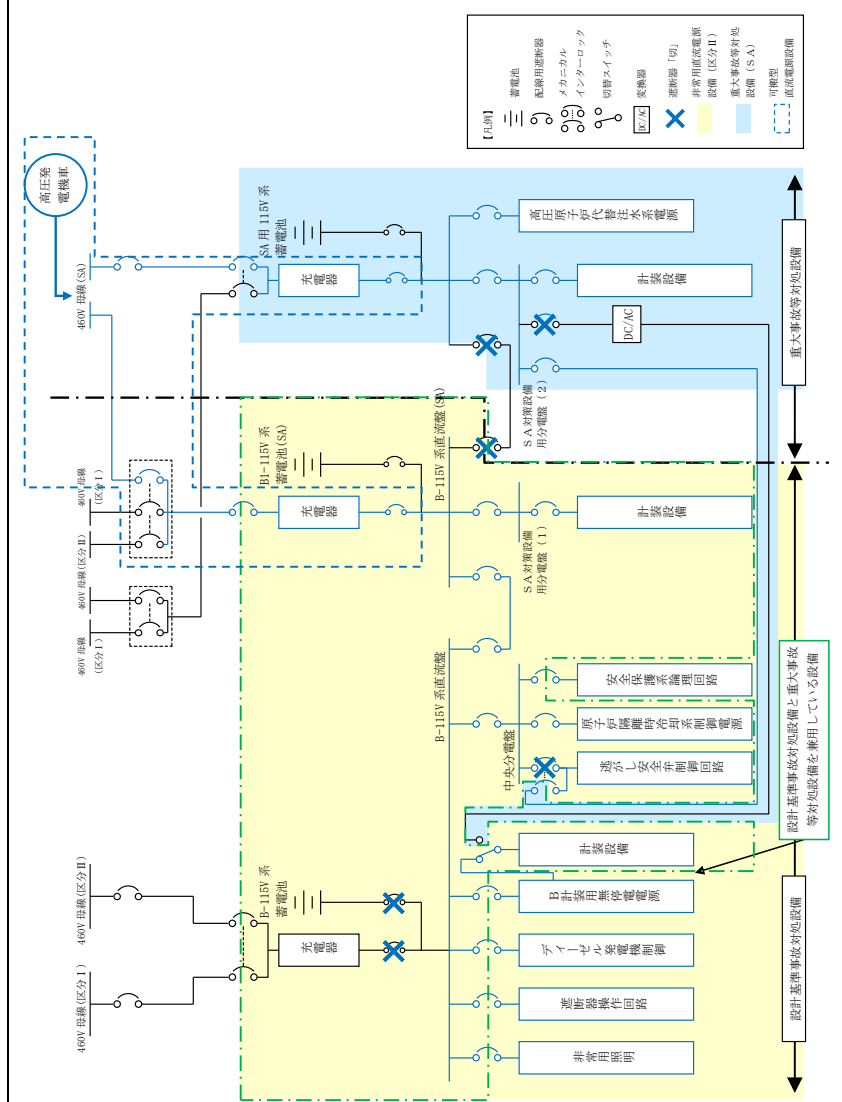 【凡例】
蓄電池
配線用遮断器
メカニカル
インターロック
切替スイッチ
DC/AC
変換器
遮断器「切」
非常用直流電源
設備(区分Ⅱ)
重大事故等対処
設備(SA)
可搬型
直流電源設備
高圧発
電機車
460V 母線(SA)
SA用 115V 系
蓄電池
充電器
高圧原子炉代替注水系電源
計装設備
DC/AC
SA対策設備
用分電盤(2)
重大事故等対処設備
460V 母線
(区分Ⅰ)
460V 母線(区分Ⅱ)
460V 母線
(区分Ⅰ)
B1-115V 系
蓄電池(SA)
充電器
B-115V 系直流盤(SA)
SA対策設備
用分電盤(1)
計装設備
B-115V 系直流盤
中央分電盤
安全保護系論理回路
原子炉隔離時冷却系制御電源
逃がし安全弁制御回路
設計基準事故対処設備と重大事故
等対処設備を兼用している設備
460V 母線(区分Ⅱ)
460V 母線(区分Ⅰ)
B-115V 系
蓄電池
充電器
計装設備
B計装用無停電電源
ディーゼル発電機制御
遮断器操作回路
非常用照明
設計基準事故対処設備